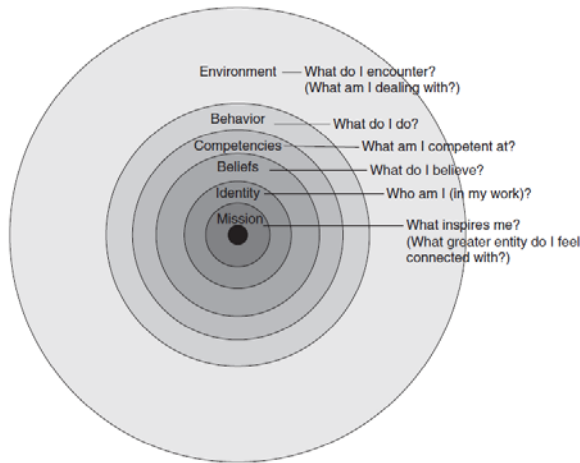 Environment
What do I encounter?
(What am I dealing with?)
Behavior
What do I do?
Competencies
What am I competent at?
Beliefs
What do I believe?
Identity
Who am I (in my work)?
Mission
What inspires me?
(What greater entity do I feel
connected with?)